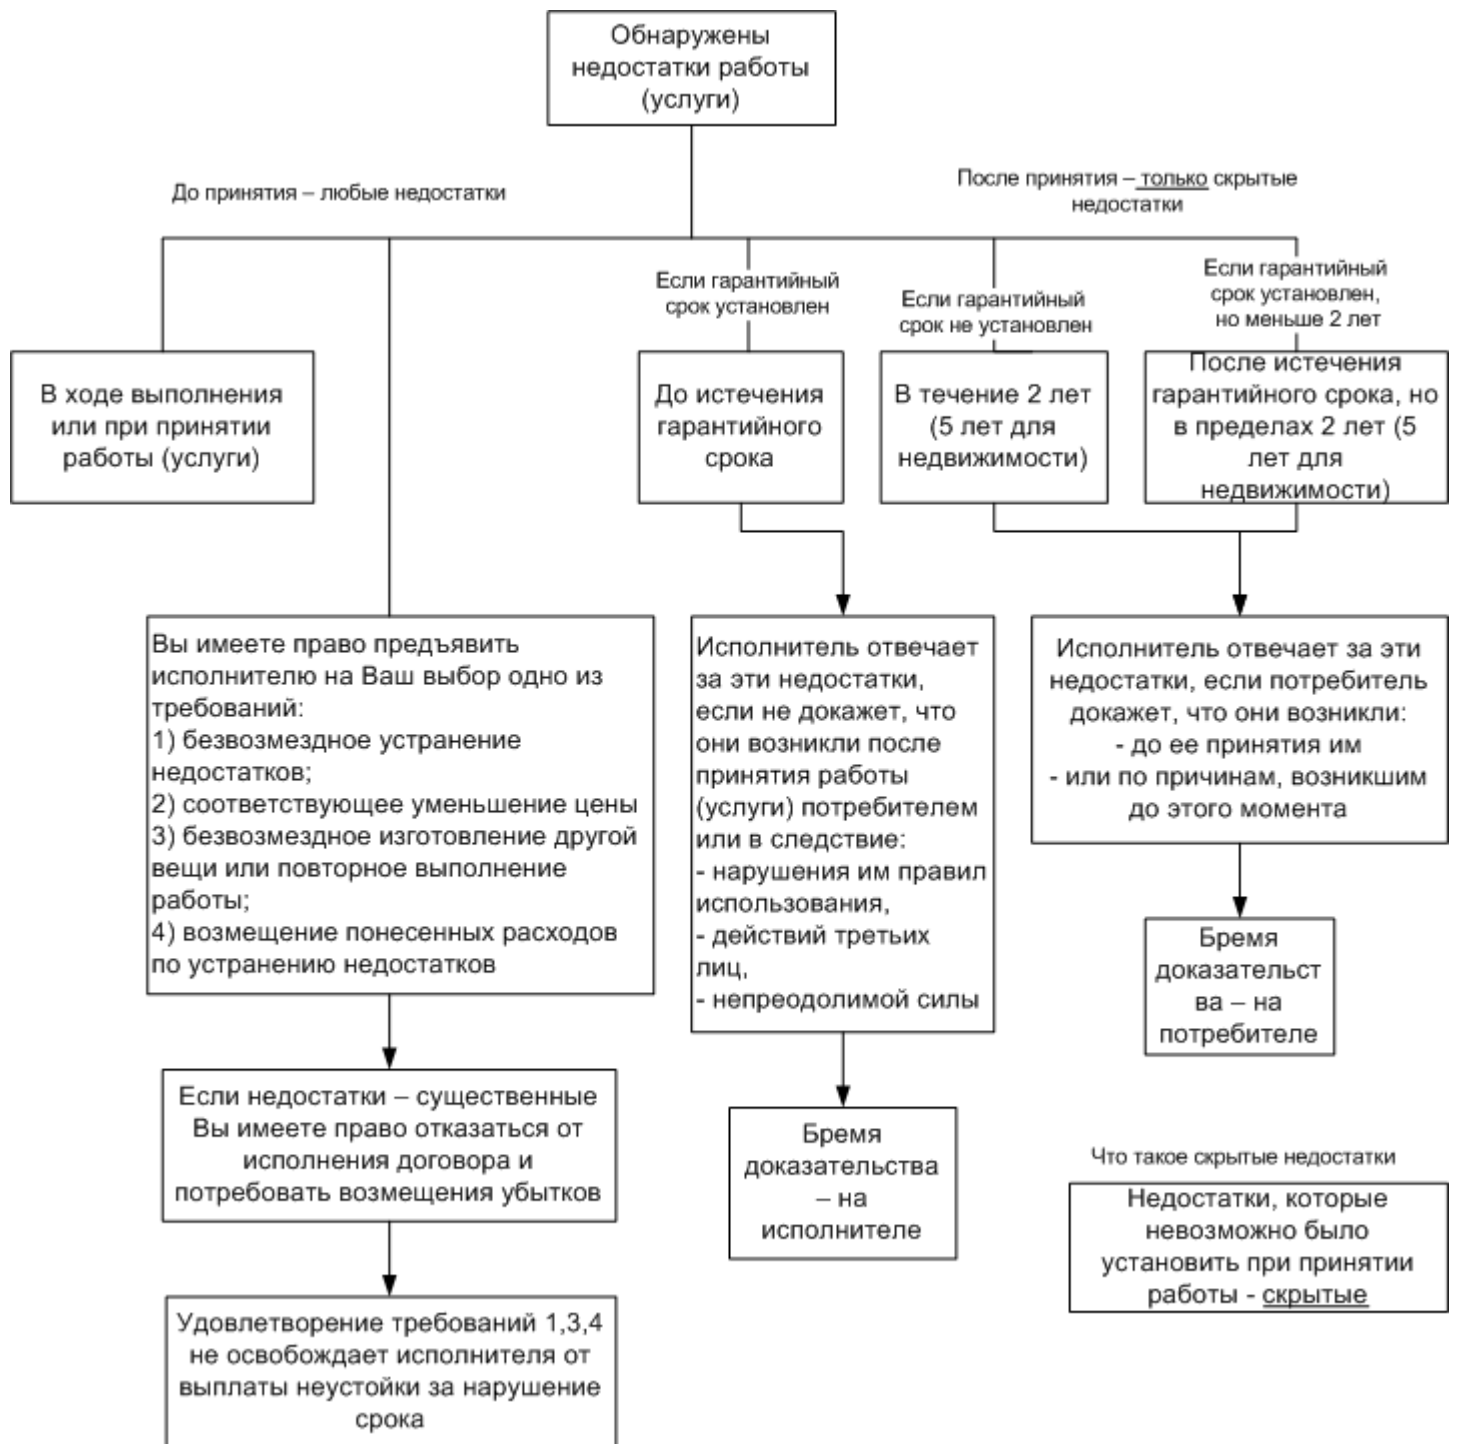 Обнаружены
недостатки работы
(услуги)
До принятия – любые недостатки
После принятия – только скрытые
недостатки
Если гарантийный
срок установлен
Если гарантийный
срок не установлен
Если гарантийный
срок установлен,
но меньше 2 лет
В ходе выполнения
или при принятии
работы (услуги)
До истечения
гарантийного
срока
В течение 2 лет
(5 лет для
недвижимости)
После истечения
гарантийного срока, но
в пределах 2 лет (5
лет для
недвижимости)
Вы имеете право предъявить
исполнителю на Ваш выбор одно из
требований:
1) безвозмездное устранение
недостатков;
2) соответствующее уменьшение цены
3) безвозмездное изготовление другой
вещи или повторное выполнение
работы;
4) возмещение понесенных расходов
по устранению недостатков
Исполнитель отвечает
за эти недостатки,
если не докажет, что
они возникли после
принятия работы
(услуги) потребителем
или в следствие:
- нарушения им правил
использования,
- действий третьих
лиц,
- непреодолимой силы
Исполнитель отвечает за эти
недостатки, если потребитель
докажет, что они возникли:
- до ее принятия им
- или по причинам, возникшим
до этого момента
Бремя
доказательст
ва – на
потребителе
Если недостатки – существенные
Вы имеете право отказаться от
исполнения договора и
потребовать возмещения убытков
Бремя
доказательства
– на
исполнителе
Что такое скрытые недостатки
Недостатки, которые
невозможно было
установить при принятии
работы - скрытые
Удовлетворение требований 1,3,4
не освобождает исполнителя от
выплаты неустойки за нарушение
срока